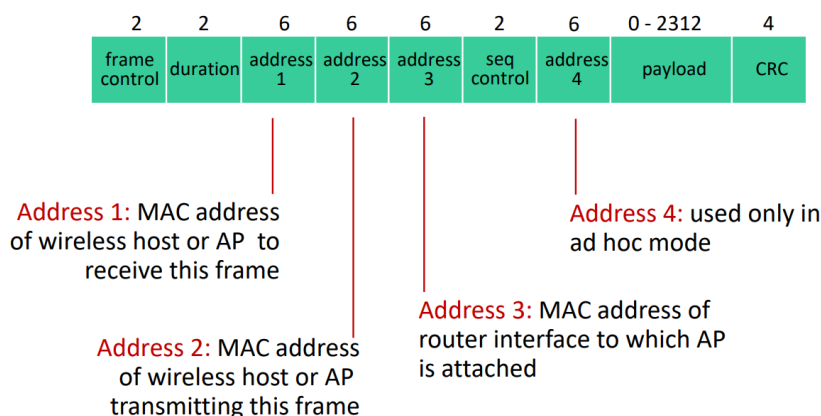 2 2 6 6 6 2 6 0 - 2312 4
frame control duration address 1 address 2 address 3 seq control address 4 payload CRC
Address 1: MAC address
of wireless host or AP to
receive this frame
Address 2: MAC address
of wireless host or AP
transmitting this frame
Address 3: MAC address of
router interface to which AP
is attached
Address 4: used only in
ad hoc mode